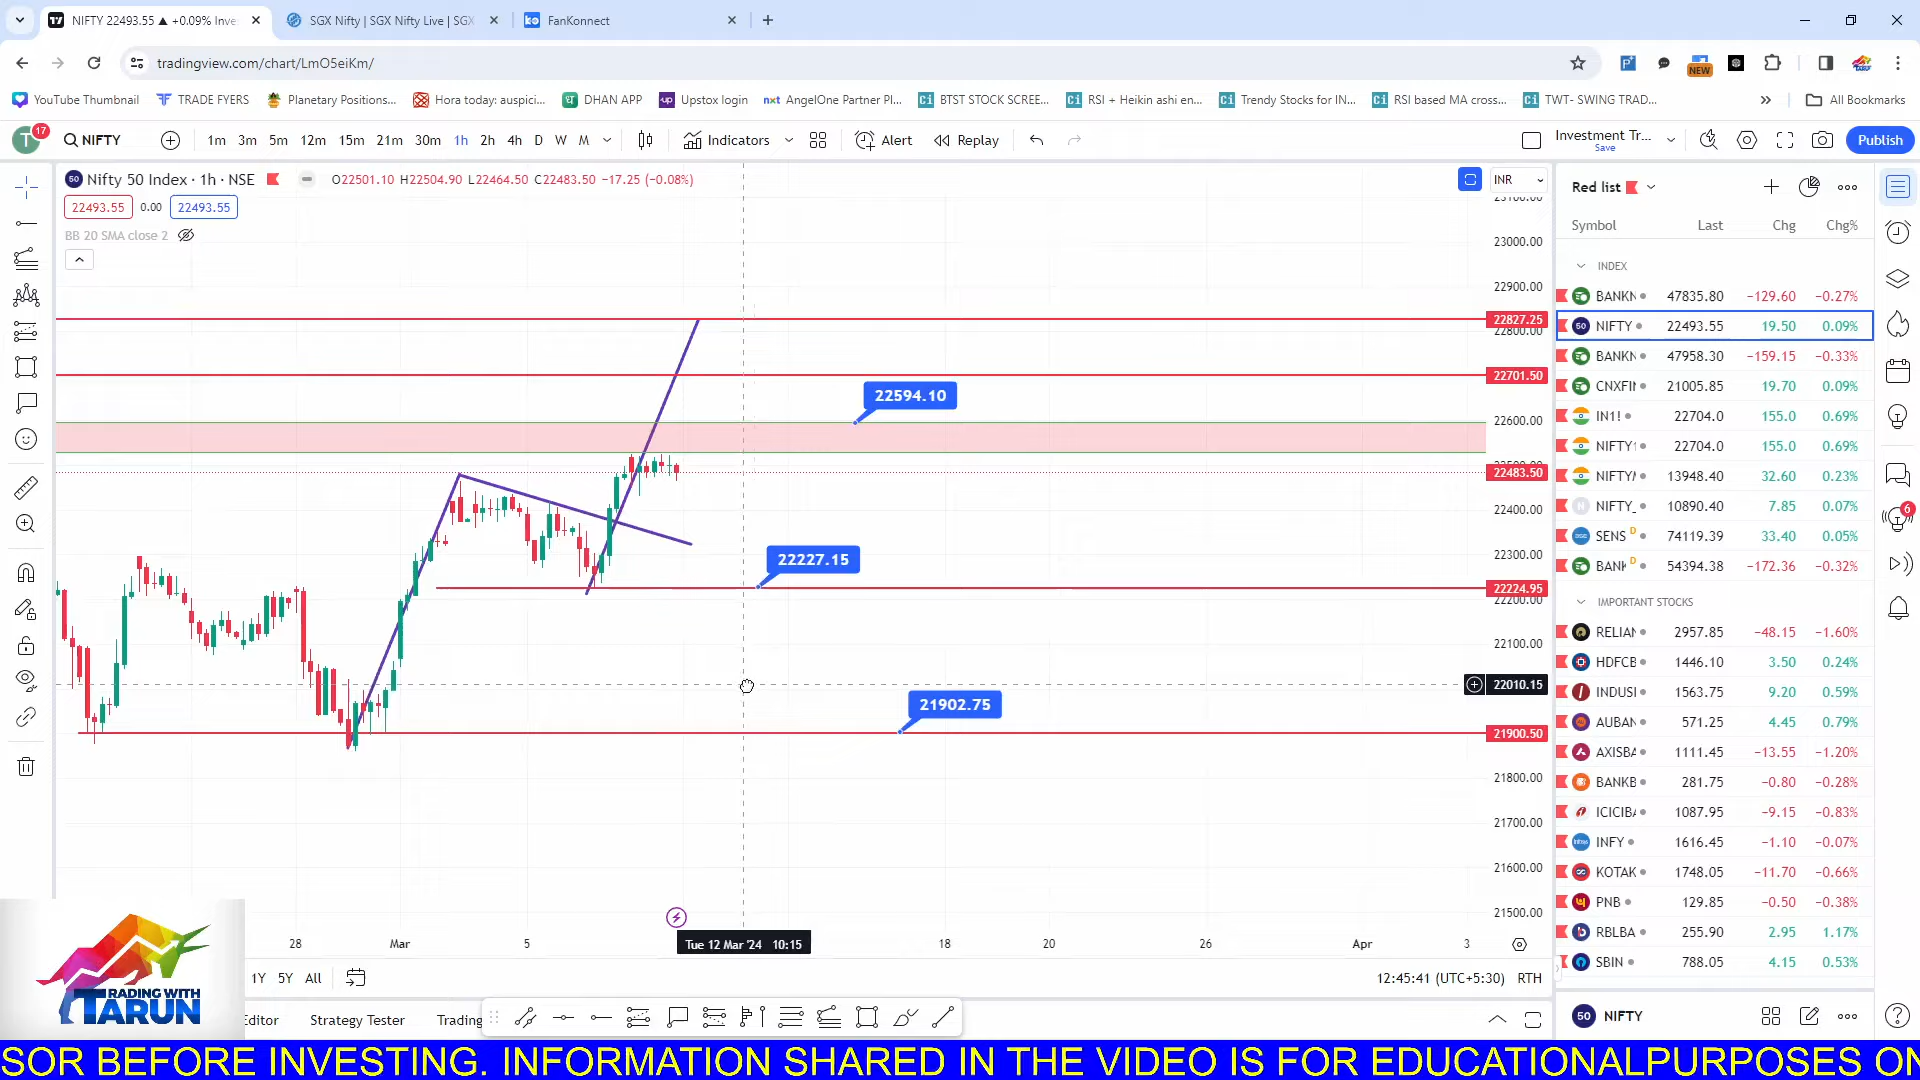 NIFTY 22493.55 ▲ +0.09% Inve
SGX Nifty | SGX Nifty Live | SGX
FanKonnect
tradingview.com/chart/LmO5eiKm/
NEW
YouTube Thumbnail
TRADE FYERS
Planetary Positions...
Hora today: auspici...
DHAN APP
Upstox login
AngelOne Partner Pl...
BTST STOCK SCREE...
RSI + Heikin ashi en...
Trendy Stocks for IN...
RSI based MA cross...
TWT- SWING TRAD...
All Bookmarks
T 17 NIFTY 1m 3m 5m 12m 15m 21m 30m 1h 2h 4h D W M Indicators Alert Replay
Investment Tr...
Save
Publish
Nifty 50 Index · 1h · NSE O22501.10 H22504.90 L22464.50 C22483.50 −17.25 (−0.08%)
INR
22493.55 0.00 22493.55
BB 20 SMA close 2
23000.00
22900.00
22827.25
22800.00
22701.50
22594.10
22600.00
22483.50
22400.00
22300.00
22227.15
22224.95
22200.00
22100.00
22010.15
21902.75
21900.50
21800.00
21700.00
21600.00
21500.00
28 Mar 5 Tue 12 Mar '24 10:15 18 20 26 Apr 3
1Y 5Y All
12:45:41 (UTC+5:30) RTH
Editor Strategy Tester Trading
Red list
Symbol Last Chg Chg%
INDEX
BANKN 47835.80 −129.60 −0.27%
NIFTY 22493.55 19.50 0.09%
BANKN 47958.30 −159.15 −0.33%
CNXFIN 21005.85 19.70 0.09%
IN1! 22704.0 155.0 0.69%
NIFTY1 22704.0 155.0 0.69%
NIFTYM 13948.40 32.60 0.23%
NIFTY_ 10890.40 7.85 0.07%
SENS D 74119.39 33.40 0.05%
BANK D 54394.38 −172.36 −0.32%
IMPORTANT STOCKS
RELIAN 2957.85 −48.15 −1.60%
HDFCB 1446.10 3.50 0.24%
INDUSI 1563.75 9.20 0.59%
AUBAN 571.25 4.45 0.79%
AXISBA 1111.45 −13.55 −1.20%
BANKB 281.75 −0.80 −0.28%
ICICIBA 1087.95 −9.15 −0.83%
INFY 1616.45 −1.10 −0.07%
KOTAK 1748.05 −11.70 −0.66%
PNB 129.85 −0.50 −0.38%
RBLBA 255.90 2.95 1.17%
SBIN 788.05 4.15 0.53%
50 NIFTY
6
TRADING WITH
TARUN
SOR BEFORE INVESTING. INFORMATION SHARED IN THE VIDEO IS FOR EDUCATIONALPURPOSES ON